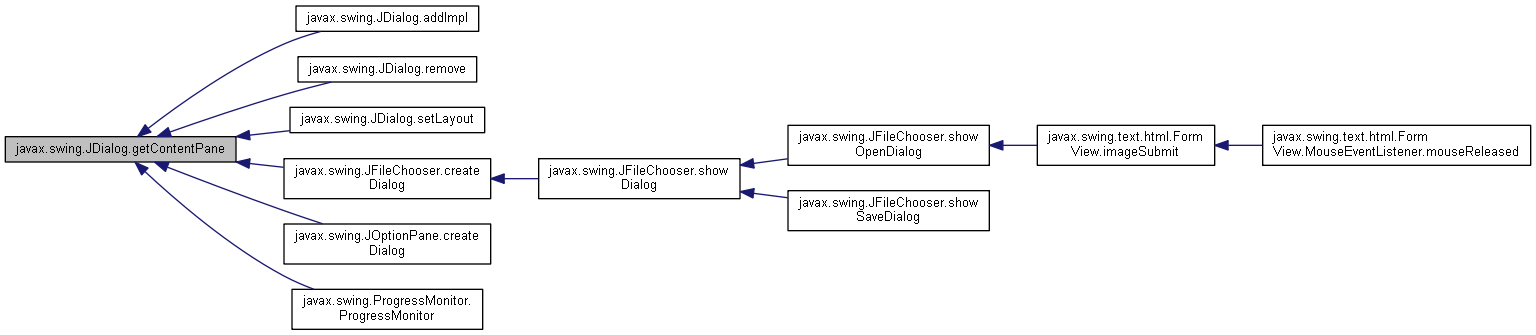 javax.swing.JDialog.addImpl
javax.swing.JDialog.remove
javax.swing.JDialog.setLayout
javax.swing.JDialog.getContentPane
javax.swing.JFileChooser.create
Dialog
javax.swing.JOptionPane.create
Dialog
javax.swing.ProgressMonitor.
ProgressMonitor
javax.swing.JFileChooser.show
Dialog
javax.swing.JFileChooser.show
OpenDialog
javax.swing.JFileChooser.show
SaveDialog
javax.swing.text.html.Form
View.imageSubmit
javax.swing.text.html.Form
View.MouseEventListener.mouseReleased